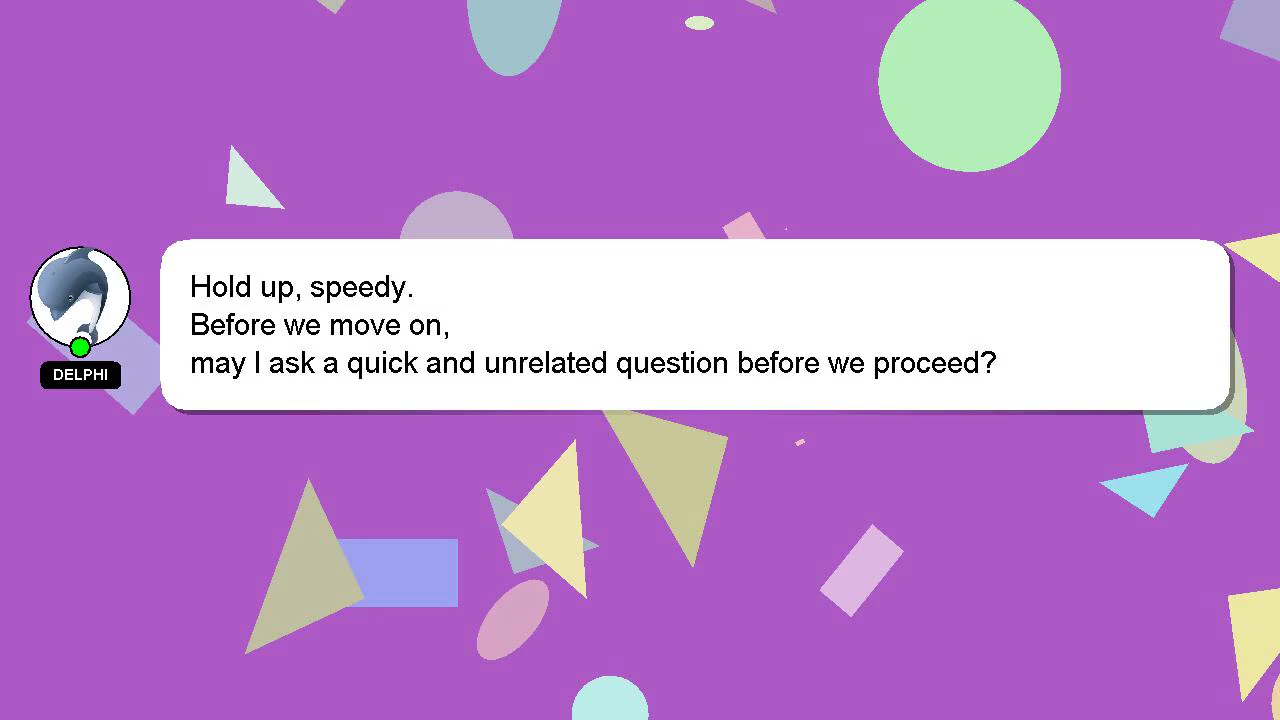 Hold up, speedy.
Before we move on,
may I ask a quick and unrelated question before we proceed?
DELPHI